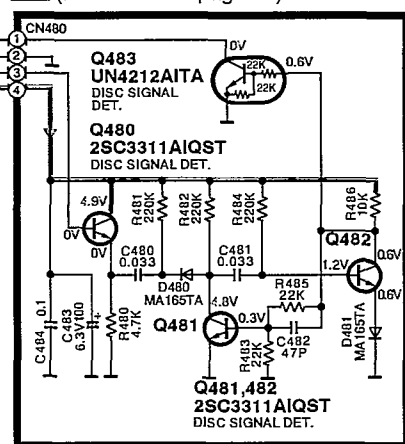 CN480
1
2
3
4
Q483
UN4212AITA
DISC SIGNAL
DET.
0V
0.6V
22K
22K
Q480
2SC3311AIQST
DISC SIGNAL DET.
4.9V
0V
0V
R481
220K
R482
220K
R484
220K
R486
10K
Q482
C480
0.033
C481
0.033
D480
MA165TA
1.2V
0.6V
0.6V
R485
22K
C484 0.1
C483
6.3V100
+
R480
4.7K
4.8V
Q481
0.3V
R483
22K
C482
47P
D481
MA165TA
Q481,482
2SC3311AIQST
DISC SIGNAL DET.